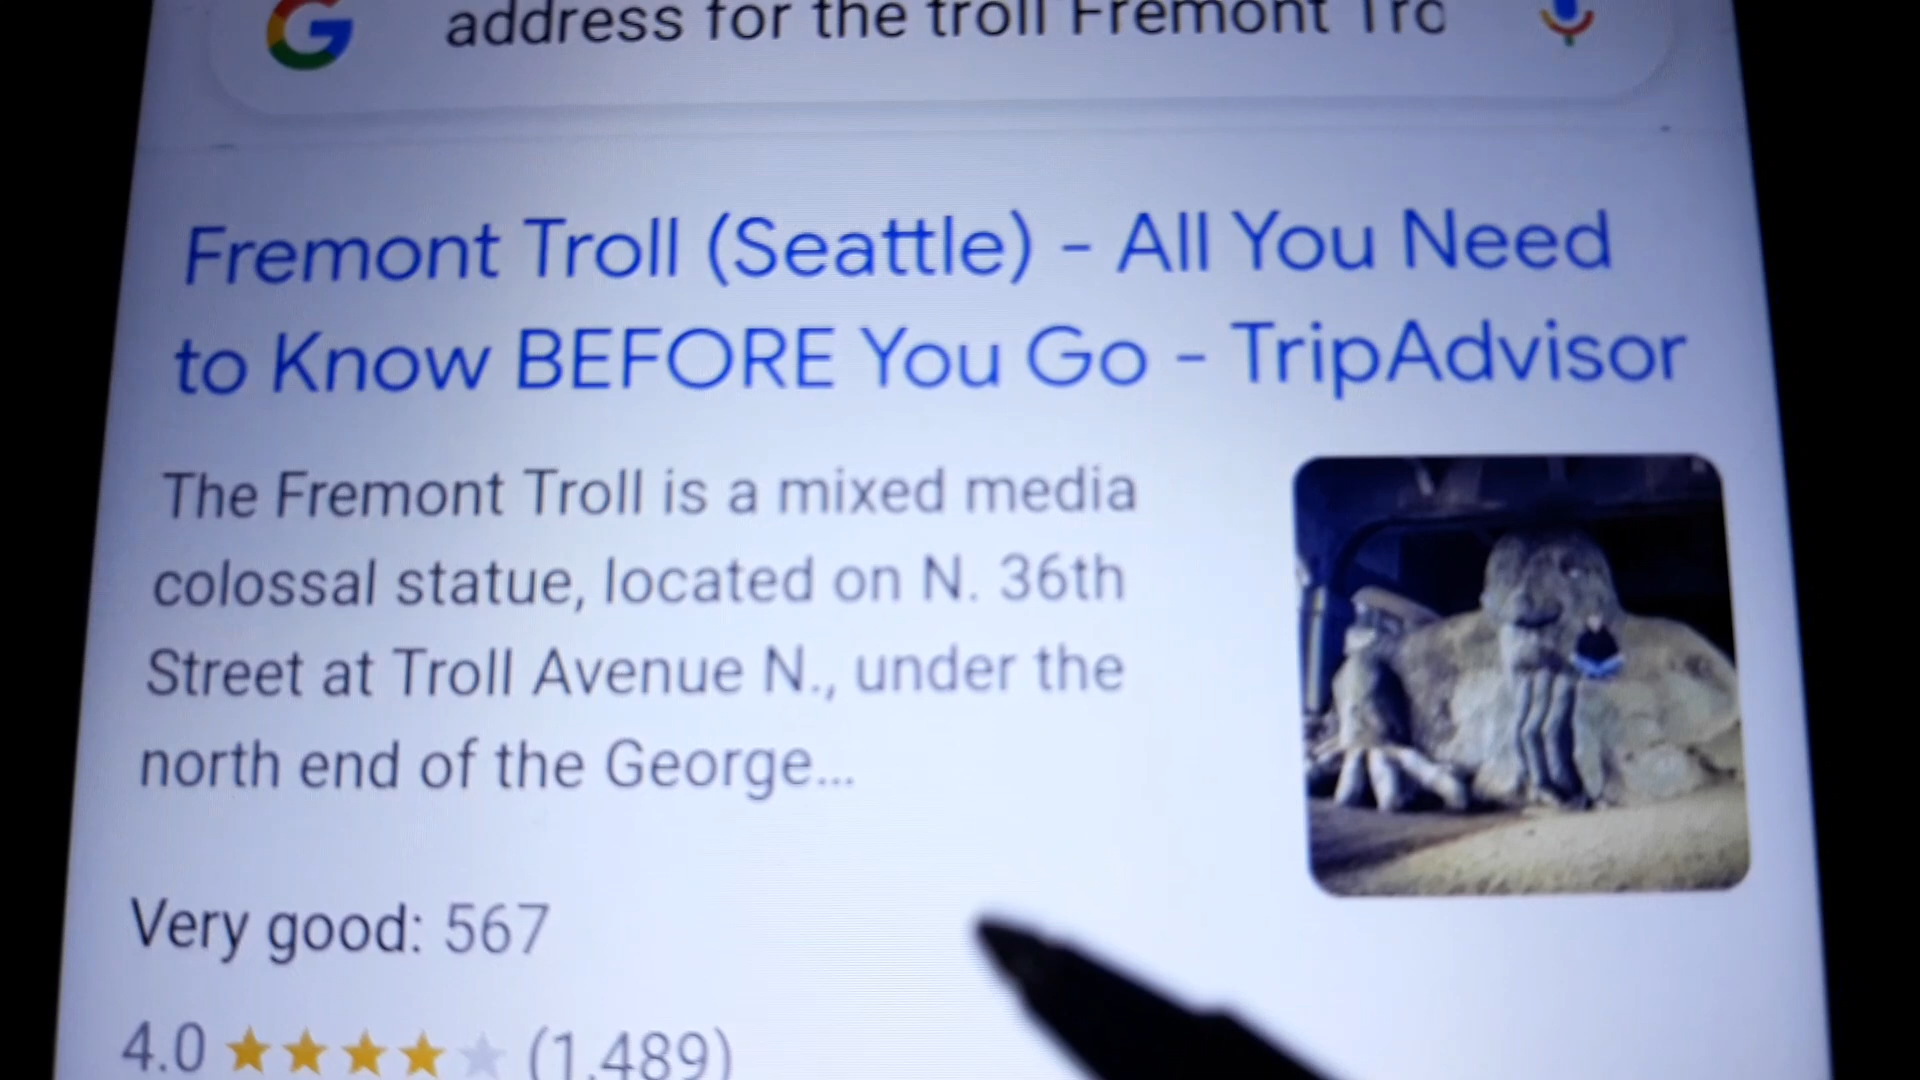 address for the troll Fremont Tro
Fremont Troll (Seattle) - All You Need
to Know BEFORE You Go - TripAdvisor
The Fremont Troll is a mixed media
colossal statue, located on N. 36th
Street at Troll Avenue N., under the
north end of the George...
Very good: 567
4.0 (1,489)